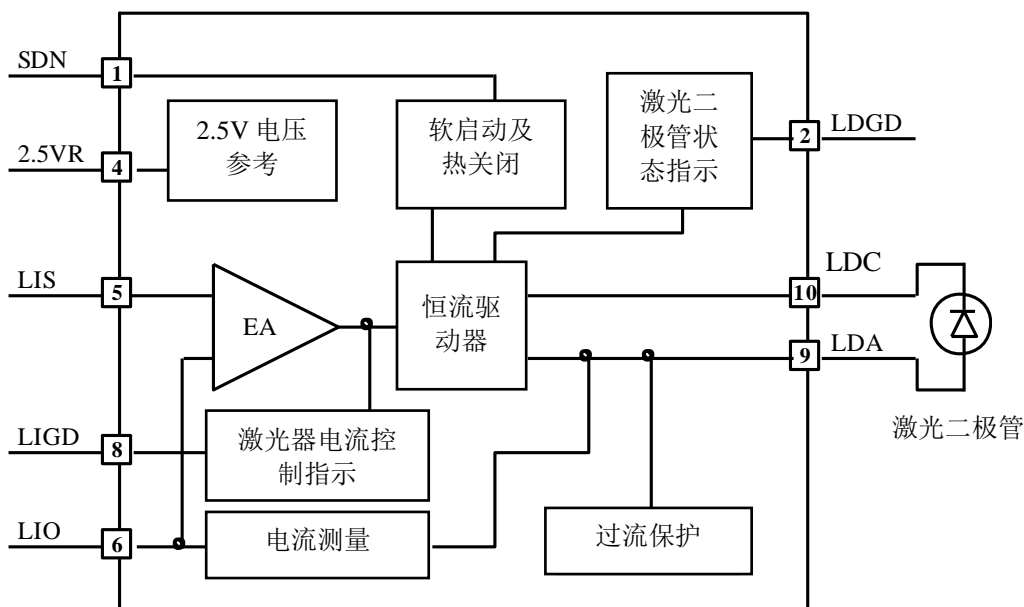 SDN
1
2.5V 电压
参考
软启动及
热关闭
激光二
极管状
态指示
2
LDGD
2.5VR
4
LIS
5
EA
恒流驱
动器
LDC
10
LDA
9
激光二极管
LIGD
8
激光器电流控
制指示
LIO
6
电流测量
过流保护